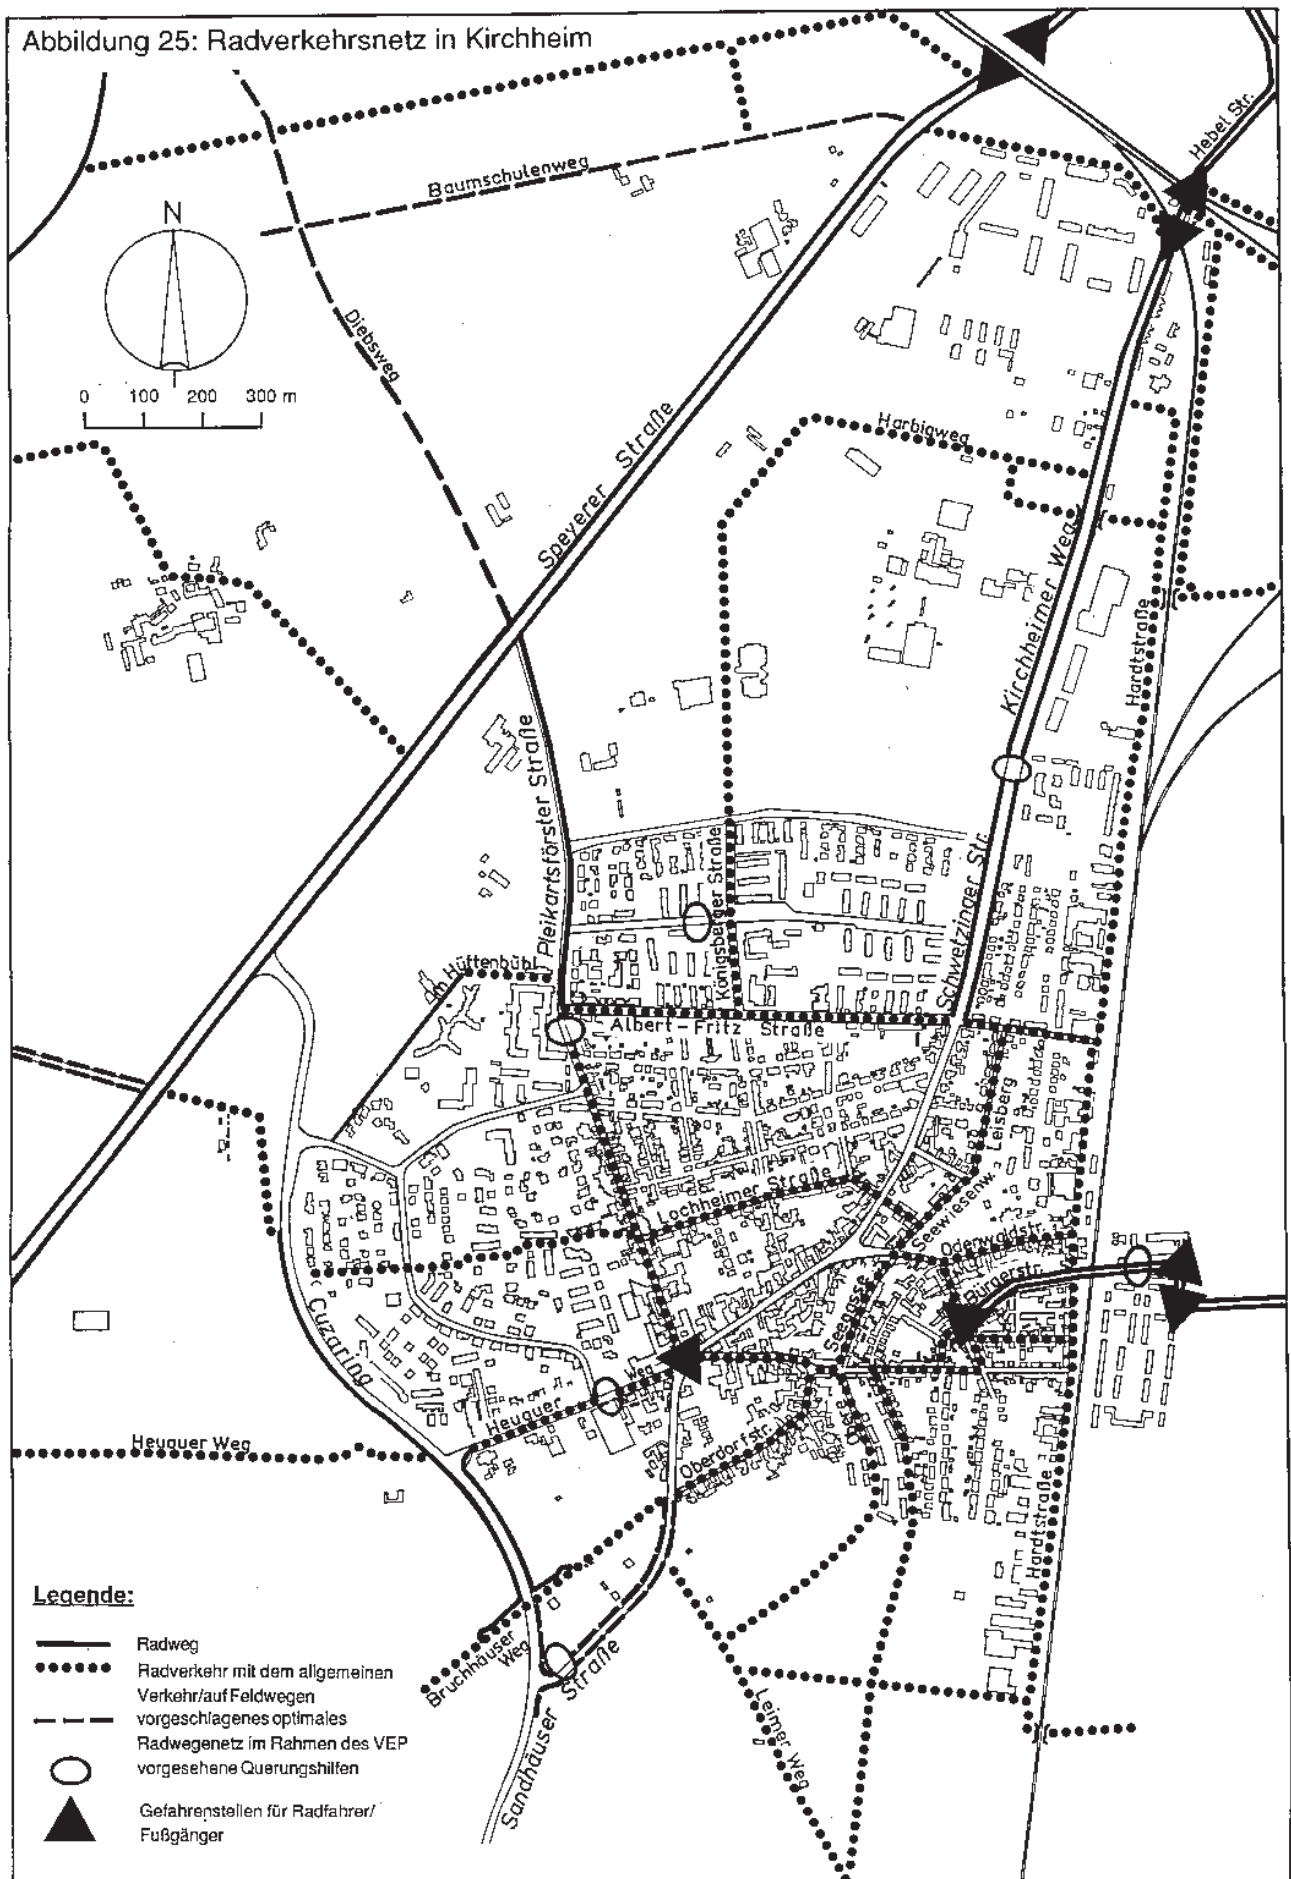 Abbildung 25: Radverkehrsnetz in Kirchheim
Hebel Str.
Baumschulenweg
N
Diebsweg
0 100 200 300 m
Speyerer Straße
Harbigweg
Kirchheimer Weg
Hardtstraße
Pleikartsförster Straße
Königsberger Straße
Schwetzinger Str.
Im Hüttenbühl
Albert-Fritz Straße
Leisberg
Lochheimer Straße
Seewiesenw.
Odenwaldstr.
Bürgerstr.
Cuzaring
Seegasse
Heuauer Weg
Heuauer Weg
Oberdorfstr.
Hardtstraße
Bruchhäuser
Weg
Sandhäuser Straße
Leimer Weg
Legende:
Radweg
Radverkehr mit dem allgemeinen
Verkehr/auf Feldwegen
vorgeschlagenes optimales
Radwegenetz im Rahmen des VEP
vorgesehene Querungshilfen
Gefahrenstellen für Radfahrer/
Fußgänger